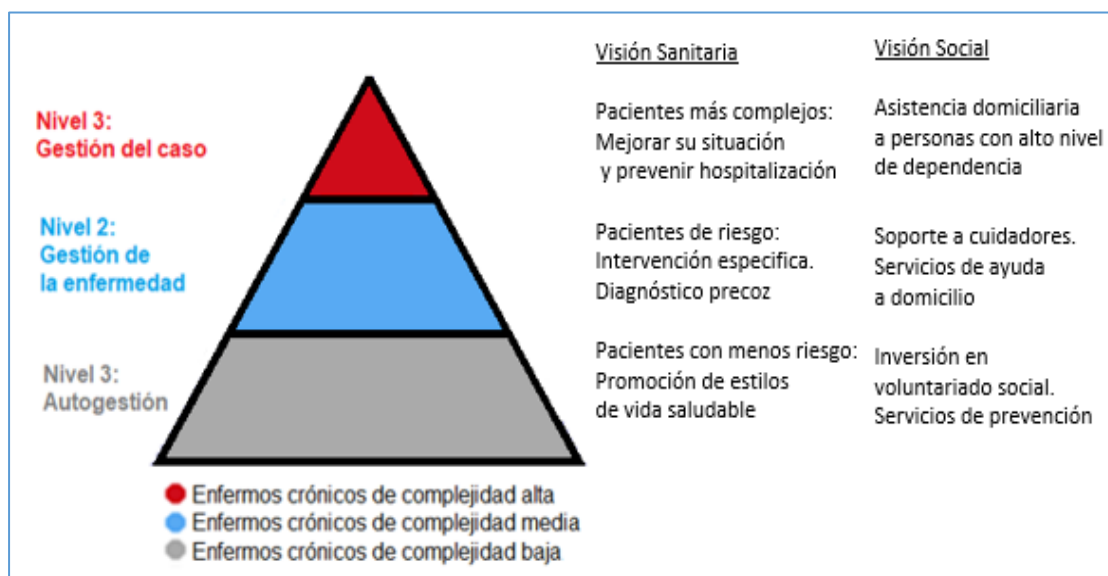 Visión Sanitaria
Visión Social
Nivel 3:
Gestión del caso
Pacientes más complejos:
Mejorar su situación
y prevenir hospitalización
Asistencia domiciliaria
a personas con alto nivel
de dependencia
Nivel 2:
Gestión de
la enfermedad
Pacientes de riesgo:
Intervención especifica.
Diagnóstico precoz
Soporte a cuidadores.
Servicios de ayuda
a domicilio
Nivel 3:
Autogestión
Pacientes con menos riesgo:
Promoción de estilos
de vida saludable
Inversión en
voluntariado social.
Servicios de prevención
Enfermos crónicos de complejidad alta
Enfermos crónicos de complejidad media
Enfermos crónicos de complejidad baja